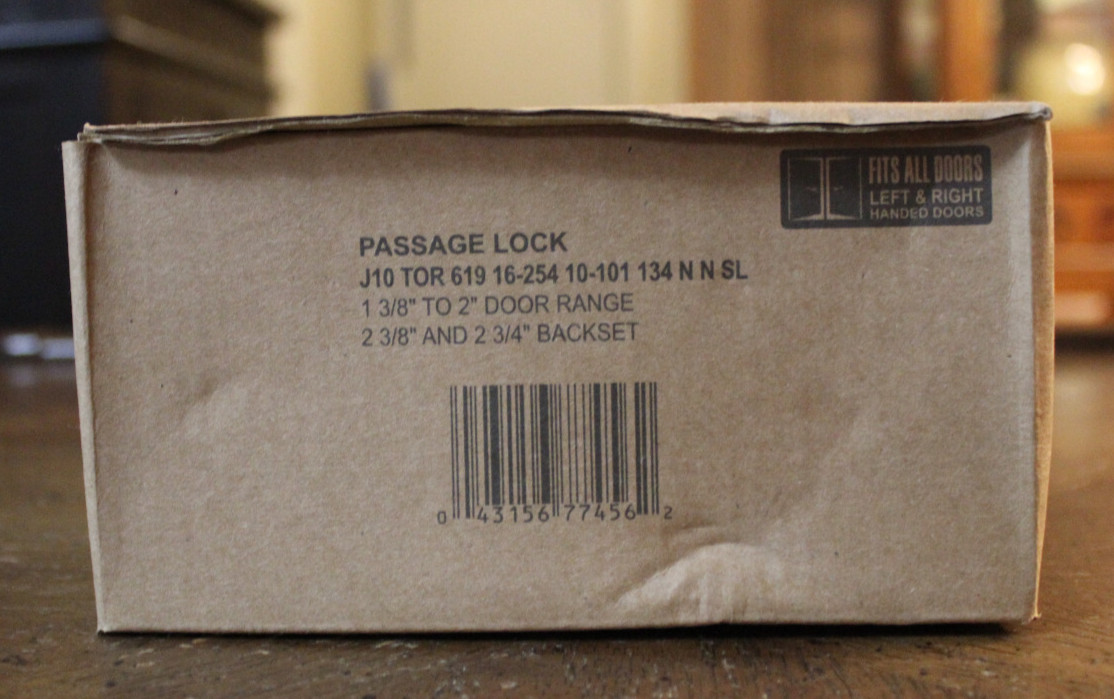 FITS ALL DOORS
LEFT & RIGHT
HANDED DOORS
PASSAGE LOCK
J10 TOR 619 16-254 10-101 134 N N SL
1 3/8" TO 2" DOOR RANGE
2 3/8" AND 2 3/4" BACKSET
0 43156 77456 2